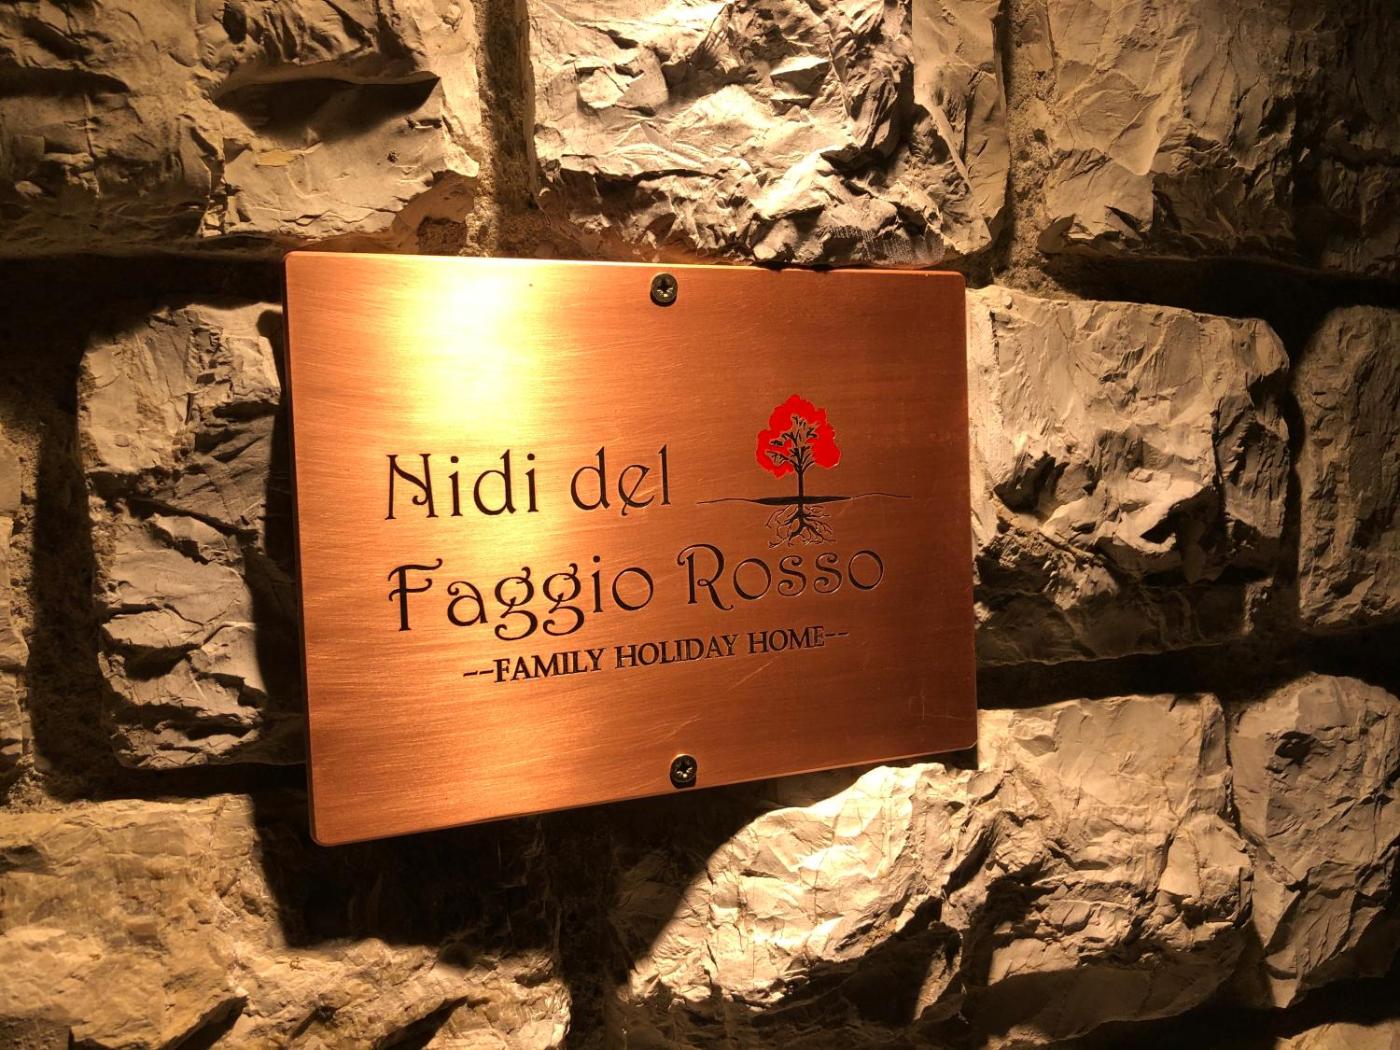 Nidi del
Faggio Rosso
--FAMILY HOLIDAY HOME--